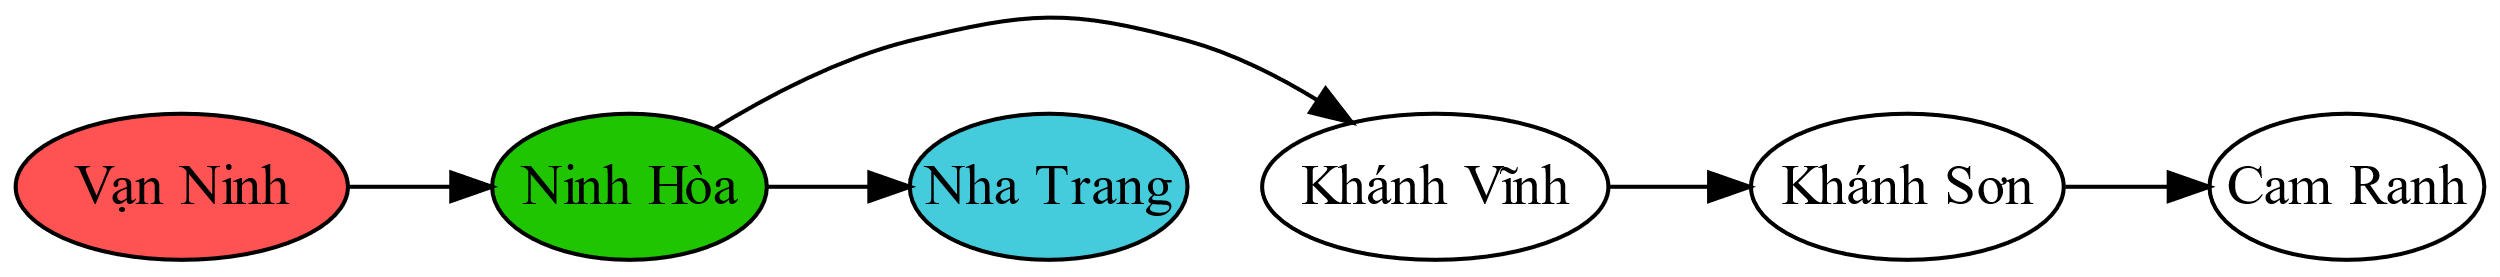 Vạn Ninh
Ninh Hòa
Nha Trang
Khánh Vĩnh
Khánh Sơn
Cam Ranh